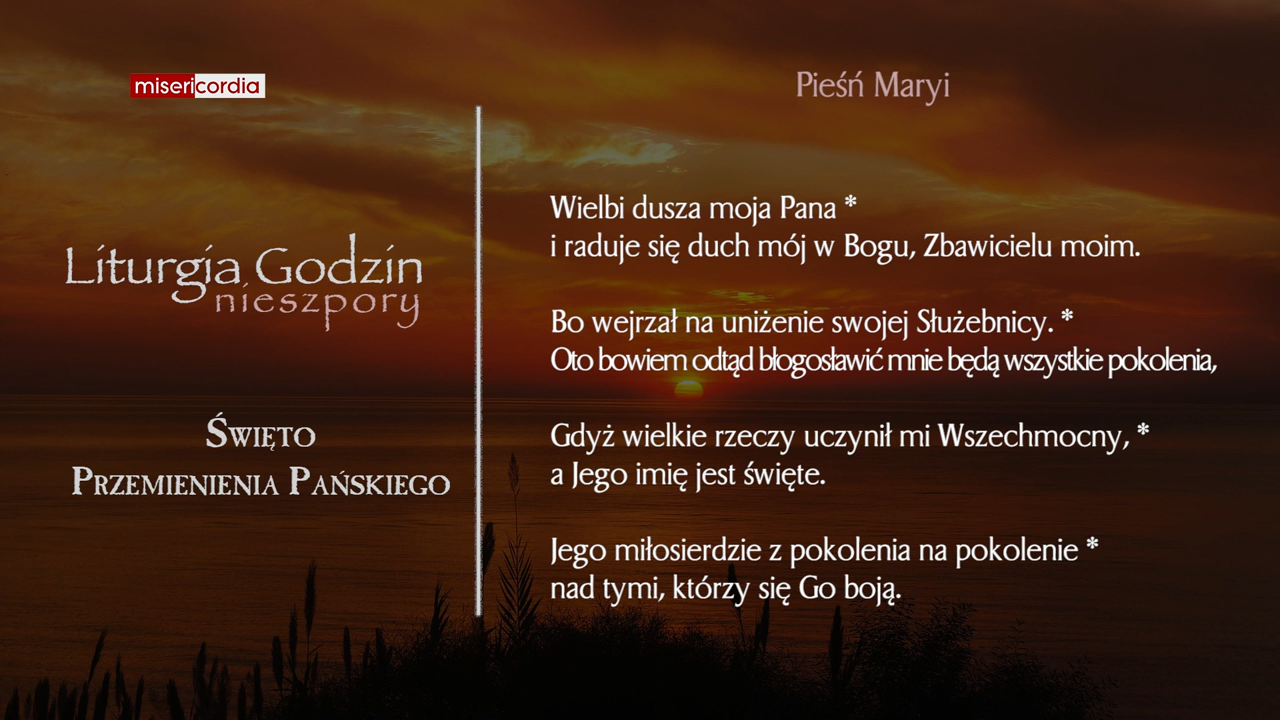 misericordia
Liturgia Godzin
nieszpory
Święto
Przemienienia Pańskiego
Pieśń Maryi
Wielbi dusza moja Pana *
i raduje się duch mój w Bogu, Zbawicielu moim.
Bo wejrzał na uniżenie swojej Służebnicy. *
Oto bowiem odtąd błogosławić mnie będą wszystkie pokolenia,
Gdyż wielkie rzeczy uczynił mi Wszechmocny, *
a Jego imię jest święte.
Jego miłosierdzie z pokolenia na pokolenie *
nad tymi, którzy się Go boją.